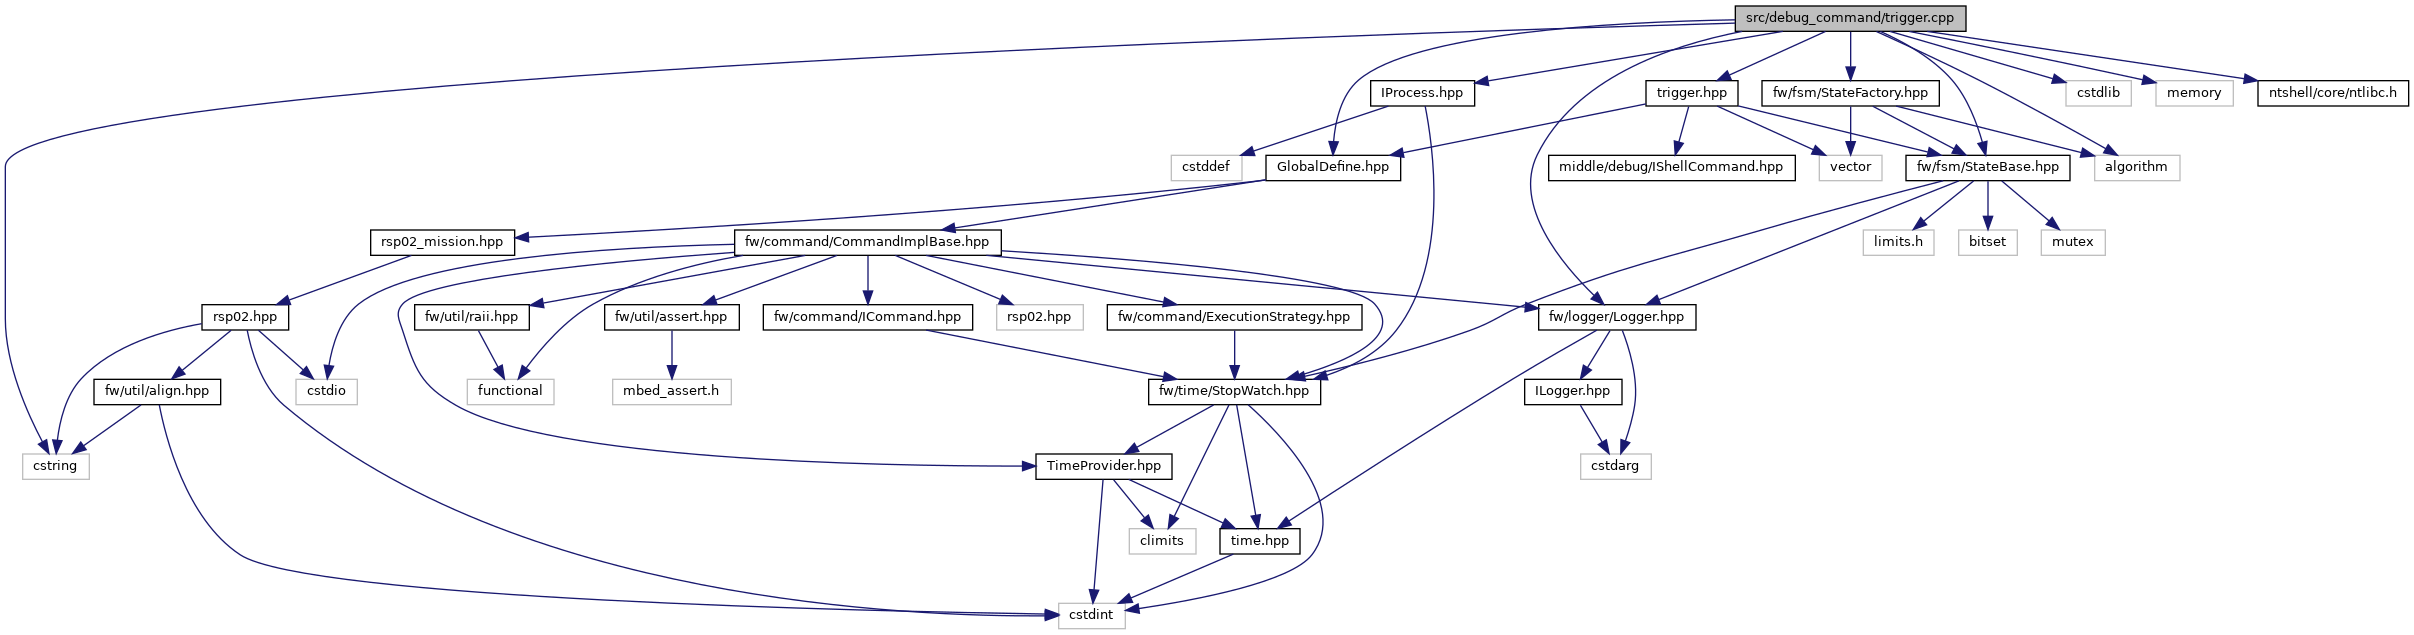 src/debug_command/trigger.cpp
IProcess.hpp
trigger.hpp
fw/fsm/StateFactory.hpp
cstdlib
memory
ntshell/core/ntlibc.h
cstddef
GlobalDefine.hpp
middle/debug/IShellCommand.hpp
vector
fw/fsm/StateBase.hpp
algorithm
rsp02_mission.hpp
fw/command/CommandImplBase.hpp
limits.h
bitset
mutex
rsp02.hpp
fw/util/raii.hpp
fw/util/assert.hpp
fw/command/ICommand.hpp
rsp02.hpp
fw/command/ExecutionStrategy.hpp
fw/logger/Logger.hpp
fw/util/align.hpp
cstdio
functional
mbed_assert.h
fw/time/StopWatch.hpp
ILogger.hpp
cstring
TimeProvider.hpp
cstdarg
climits
time.hpp
cstdint